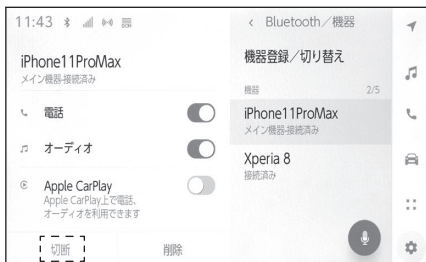 11:43
iPhone11ProMax
メイン機器-接続済み
電話
オーディオ
Apple CarPlay
Apple CarPlay上で電話、
オーディオを利用できます
切断
削除
< Bluetooth／機器
機器登録／切り替え
機器 2/5
iPhone11ProMax
メイン機器-接続済み
Xperia 8
接続済み